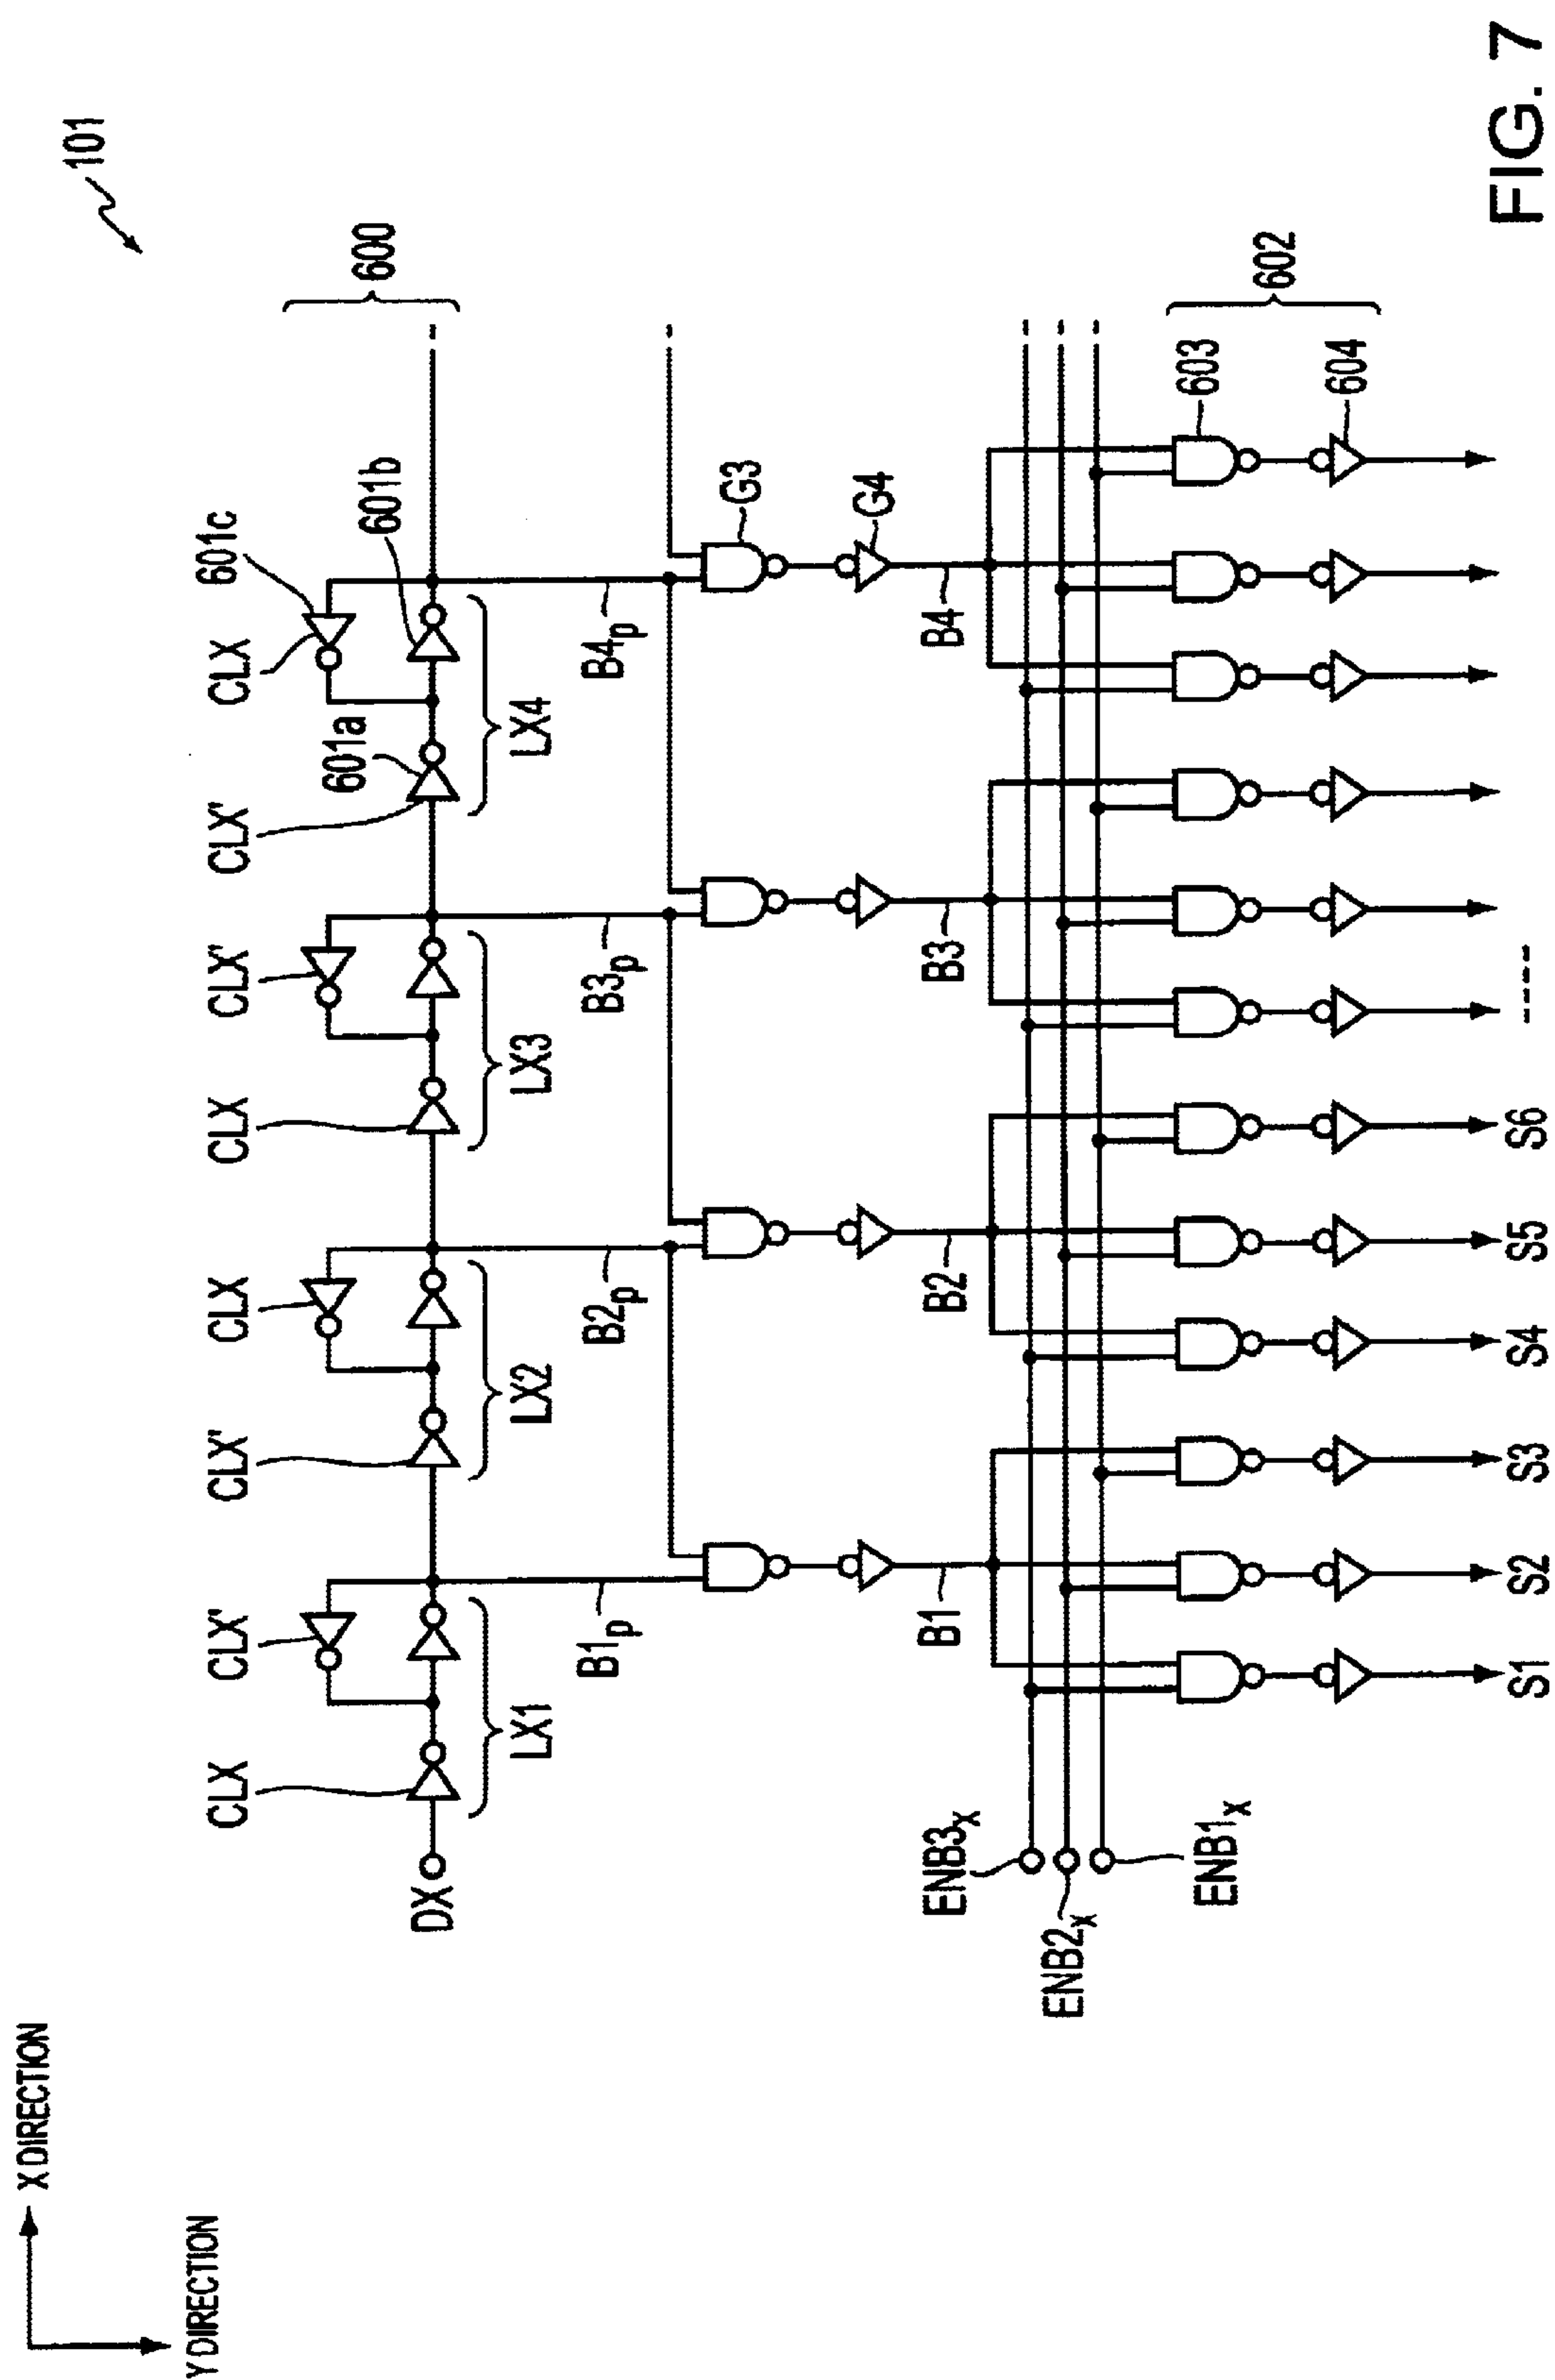 X DIRECTION
Y DIRECTION
101
CLX CLX' CLX' CLX CLX CLX' CLX' CLX 601c
601a 601b 600
DX
LX1 LX2 LX3 LX4
B1p B2p B3p B4p G3
G4
B1 B2 B3 B4
ENB3x
ENB2x
ENB1x
603 602
604
S1 S2 S3 S4 S5 S6
FIG. 7